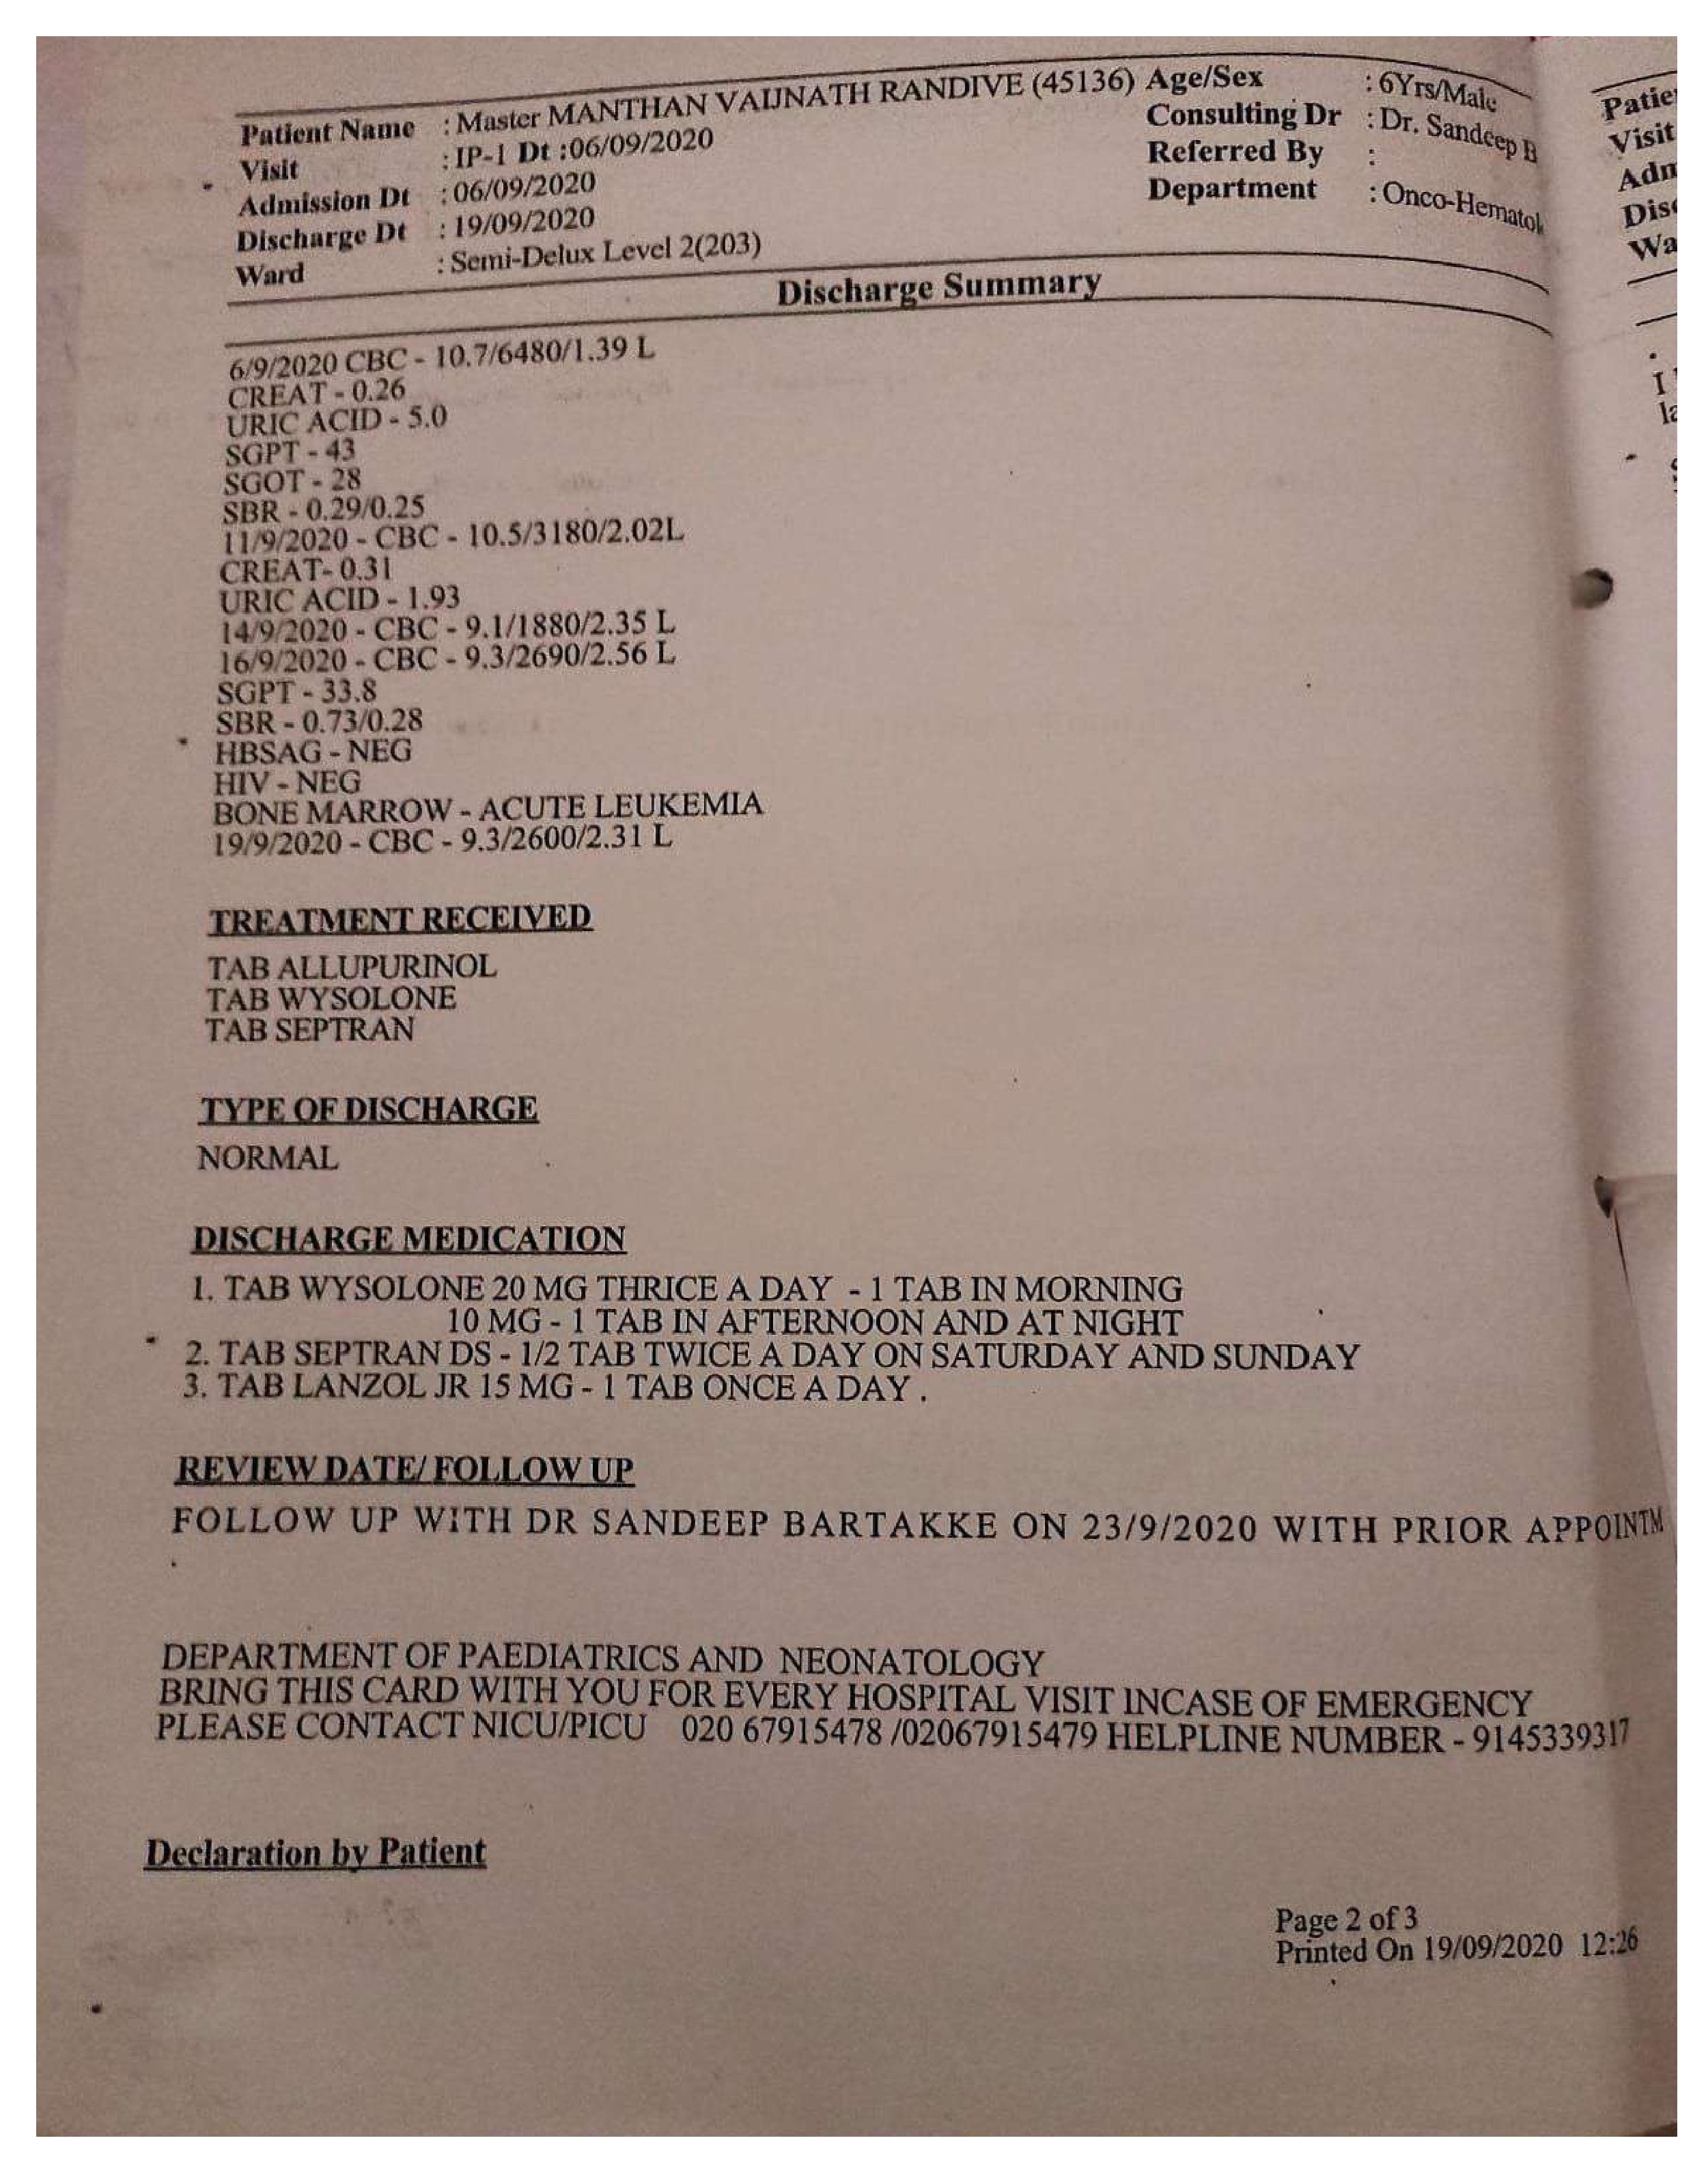 Patient Name : Master MANTHAN VAIJNATH RANDIVE (45136) Age/Sex : 6Yrs/Male
Visit : IP-1 Dt :06/09/2020 Consulting Dr : Dr. Sandeep B
Admission Dt : 06/09/2020 Referred By :
Discharge Dt : 19/09/2020 Department : Onco-Hematol
Ward : Semi-Delux Level 2(203)
Discharge Summary
6/9/2020 CBC - 10.7/6480/1.39 L
CREAT - 0.26
URIC ACID - 5.0
SGPT - 43
SGOT - 28
SBR - 0.29/0.25
11/9/2020 - CBC - 10.5/3180/2.02L
CREAT- 0.31
URIC ACID - 1.93
14/9/2020 - CBC - 9.1/1880/2.35 L
16/9/2020 - CBC - 9.3/2690/2.56 L
SGPT - 33.8
SBR - 0.73/0.28
HBSAG - NEG
HIV - NEG
BONE MARROW - ACUTE LEUKEMIA
19/9/2020 - CBC - 9.3/2600/2.31 L
TREATMENT RECEIVED
TAB ALLUPURINOL
TAB WYSOLONE
TAB SEPTRAN
TYPE OF DISCHARGE
NORMAL
DISCHARGE MEDICATION
1. TAB WYSOLONE 20 MG THRICE A DAY - 1 TAB IN MORNING
10 MG - 1 TAB IN AFTERNOON AND AT NIGHT
2. TAB SEPTRAN DS - 1/2 TAB TWICE A DAY ON SATURDAY AND SUNDAY
3. TAB LANZOL JR 15 MG - 1 TAB ONCE A DAY .
REVIEW DATE/ FOLLOW UP
FOLLOW UP WITH DR SANDEEP BARTAKKE ON 23/9/2020 WITH PRIOR APPOINTM
.
DEPARTMENT OF PAEDIATRICS AND NEONATOLOGY
BRING THIS CARD WITH YOU FOR EVERY HOSPITAL VISIT INCASE OF EMERGENCY
PLEASE CONTACT NICU/PICU 020 67915478 /02067915479 HELPLINE NUMBER - 9145339317
Declaration by Patient
Page 2 of 3
Printed On 19/09/2020 12:26
Patie
Visit
Adm
Disc
Wa